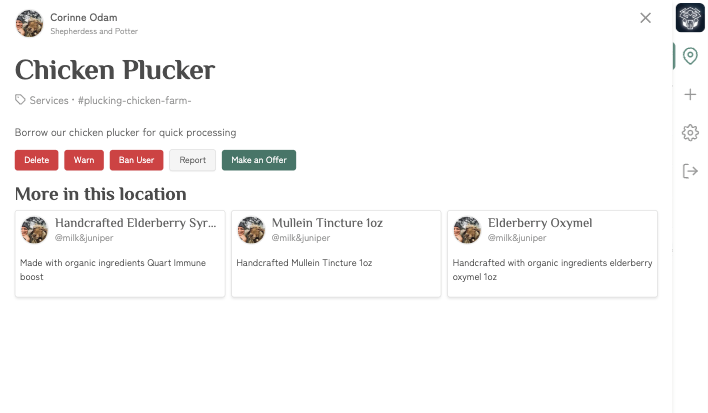 Corinne Odam
Shepherdess and Potter
Chicken Plucker
Services • #plucking-chicken-farm-
Borrow our chicken plucker for quick processing
Delete Warn Ban User Report Make an Offer
More in this location
Handcrafted Elderberry Syr...
@milk&juniper
Made with organic ingredients Quart Immune
boost
Mullein Tincture 1oz
@milk&juniper
Handcrafted Mullein Tincture 1oz
Elderberry Oxymel
@milk&juniper
Handcrafted with organic ingredients elderberry
oxymel 1oz